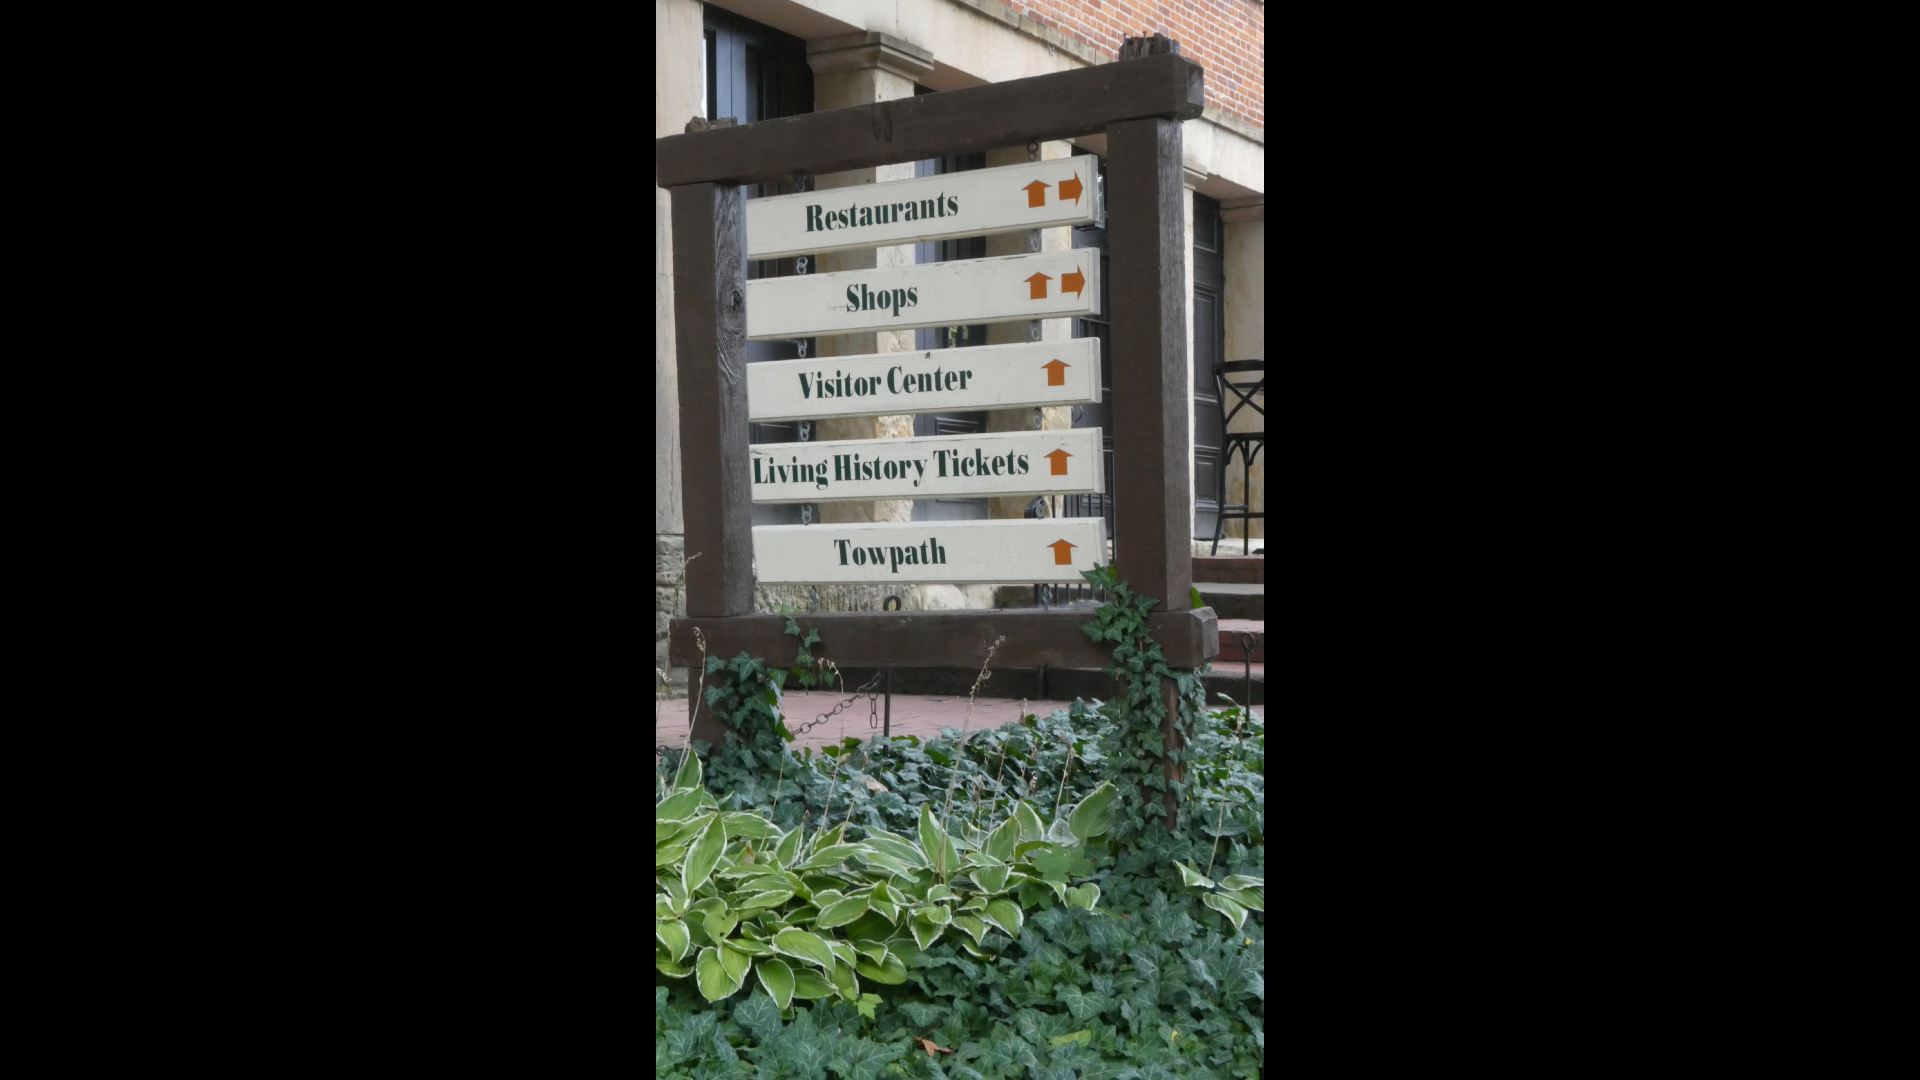 Restaurants
Shops
Visitor Center
Living History Tickets
Towpath